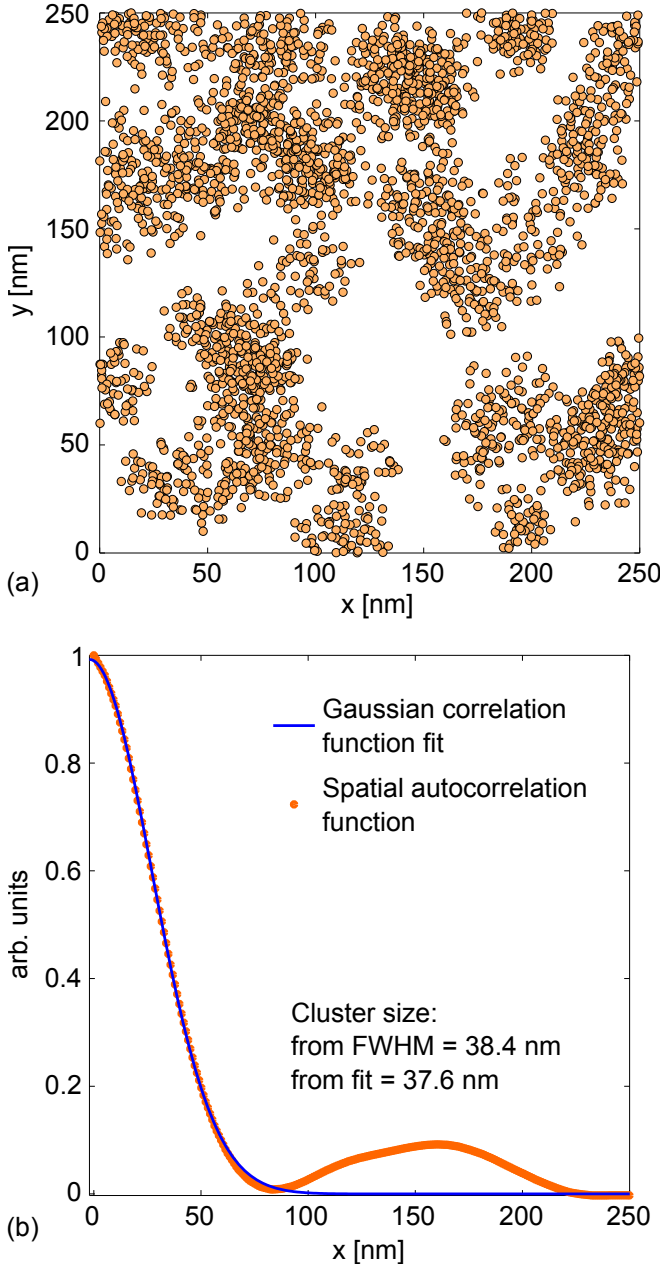 250
200
150
100
50
0
y [nm]
0 50 100 150 200 250
x [nm]
(a)
1
0.8
0.6
0.4
0.2
0
arb. units
Gaussian correlation
function fit
Spatial autocorrelation
function
Cluster size:
from FWHM = 38.4 nm
from fit = 37.6 nm
0 50 100 150 200 250
x [nm]
(b)